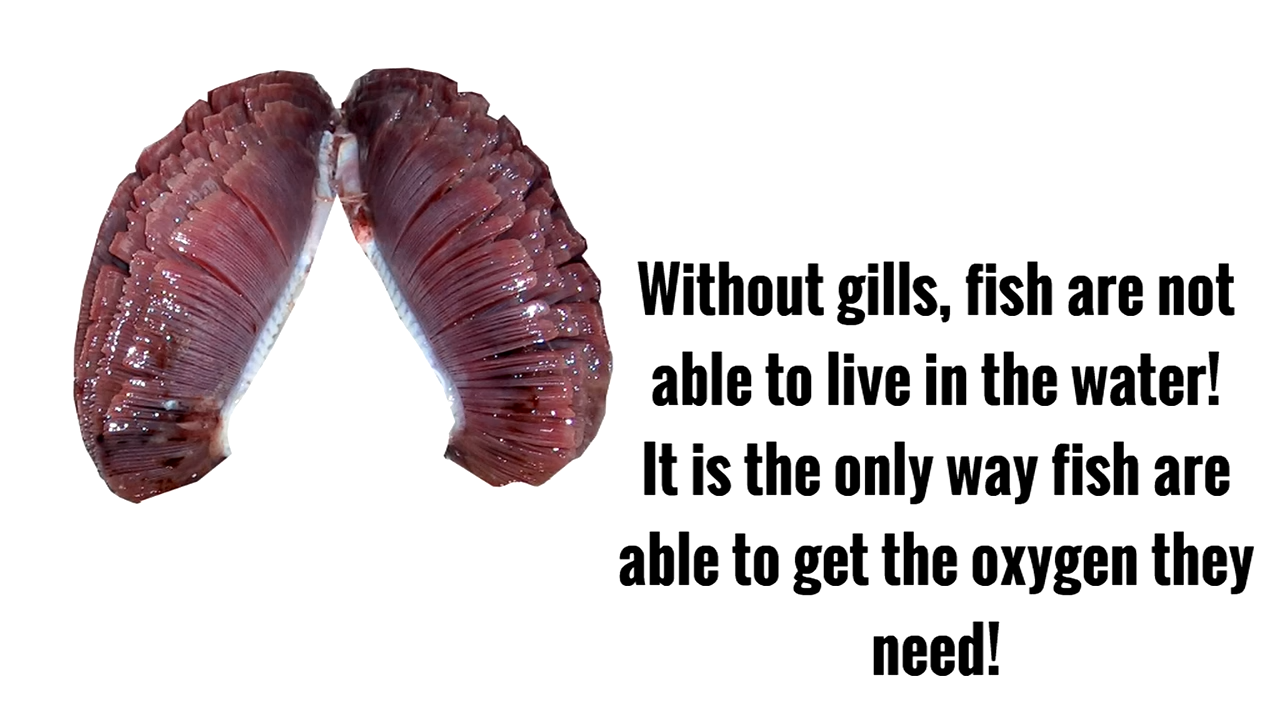 Without gills, fish are not
able to live in the water!
It is the only way fish are
able to get the oxygen they
need!